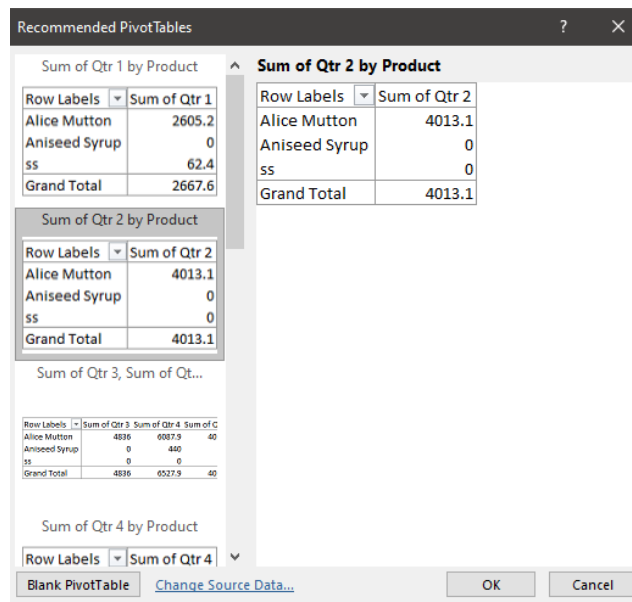 Recommended PivotTables ? ×
Sum of Qtr 1 by Product
Row Labels Sum of Qtr 1
Alice Mutton 2605.2
Aniseed Syrup 0
ss 62.4
Grand Total 2667.6
Sum of Qtr 2 by Product
Row Labels Sum of Qtr 2
Alice Mutton 4013.1
Aniseed Syrup 0
ss 0
Grand Total 4013.1
Sum of Qtr 3, Sum of Qt...
Row Labels Sum of Qtr 3 Sum of Qtr 4 Sum of Q
Alice Mutton 4836 6087.9 40
Aniseed Syrup 0 440
ss 0 0
Grand Total 4836 6527.9 40
Sum of Qtr 4 by Product
Row Labels Sum of Qtr 4
Sum of Qtr 2 by Product
Row Labels Sum of Qtr 2
Alice Mutton 4013.1
Aniseed Syrup 0
ss 0
Grand Total 4013.1
Blank PivotTable Change Source Data... OK Cancel